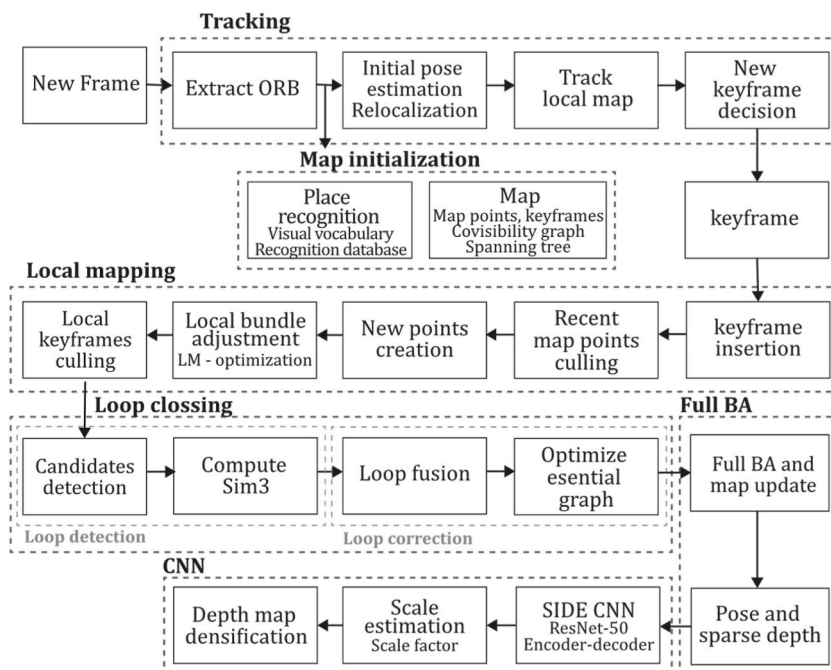 Tracking
New Frame
Extract ORB
Initial pose
estimation
Relocalization
Track
local map
New
keyframe
decision
Map initialization
Place
recognition
Visual vocabulary
Recognition database
Map
Map points, keyframes
Covisibility graph
Spanning tree
keyframe
Local mapping
Local
keyframes
culling
Local bundle
adjustment
LM - optimization
New points
creation
Recent
map points
culling
keyframe
insertion
Loop clossing
Full BA
Candidates
detection
Compute
Sim3
Loop fusion
Optimize
esential
graph
Full BA and
map update
Loop detection
Loop correction
CNN
Depth map
densification
Scale
estimation
Scale factor
SIDE CNN
ResNet-50
Encoder-decoder
Pose and
sparse depth